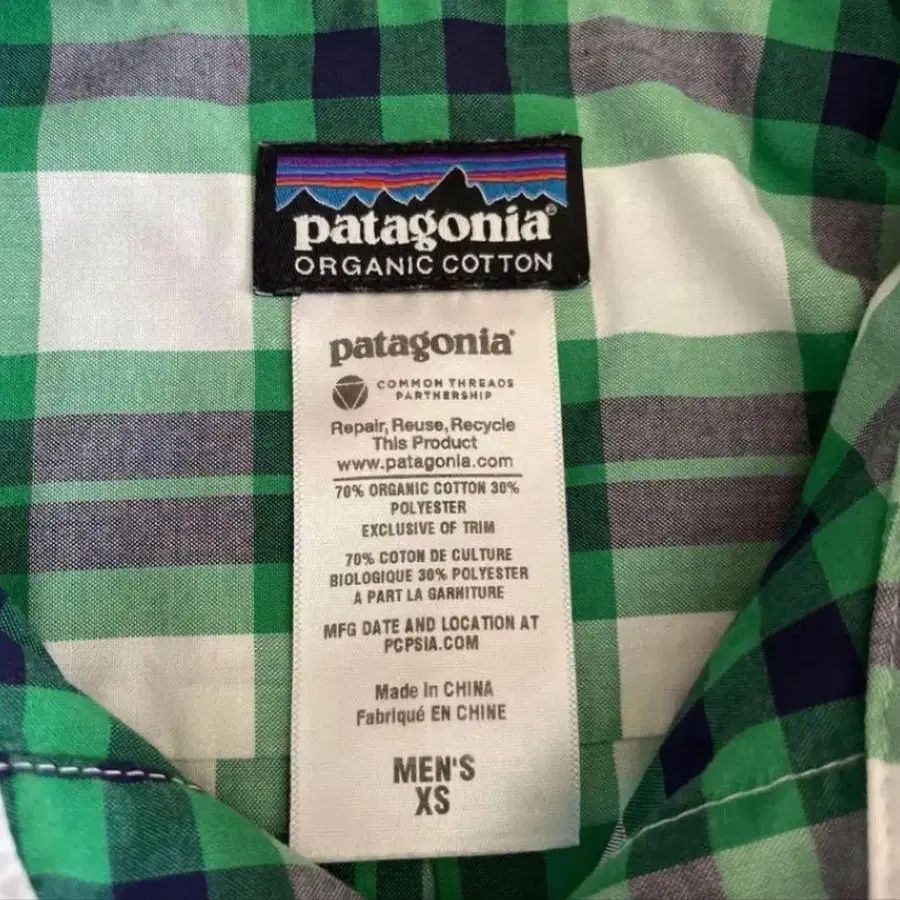 patagonia®
ORGANIC COTTON
patagonia®
COMMON THREADS
PARTNERSHIP
Repair, Reuse, Recycle
This Product
www.patagonia.com
70% ORGANIC COTTON 30%
POLYESTER
EXCLUSIVE OF TRIM
70% COTON DE CULTURE
BIOLOGIQUE 30% POLYESTER
A PART LA GARNITURE
MFG DATE AND LOCATION AT
PCPSIA.COM
Made In CHINA
Fabriqué EN CHINE
MEN'S
XS